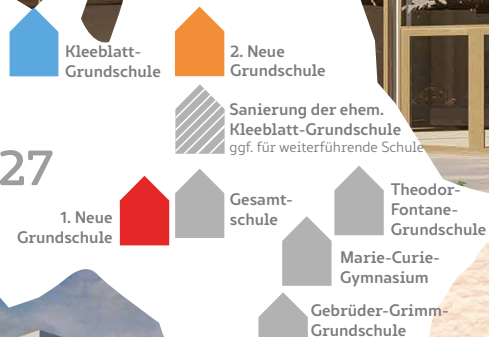 Kleeblatt-
Grundschule
2. Neue
Grundschule
Sanierung der ehem.
Kleeblatt-Grundschule
ggf. für weiterführende Schule
27
1. Neue
Grundschule
Gesamt-
schule
Theodor-
Fontane-
Grundschule
Marie-Curie-
Gymnasium
Gebrüder-Grimm-
Grundschule